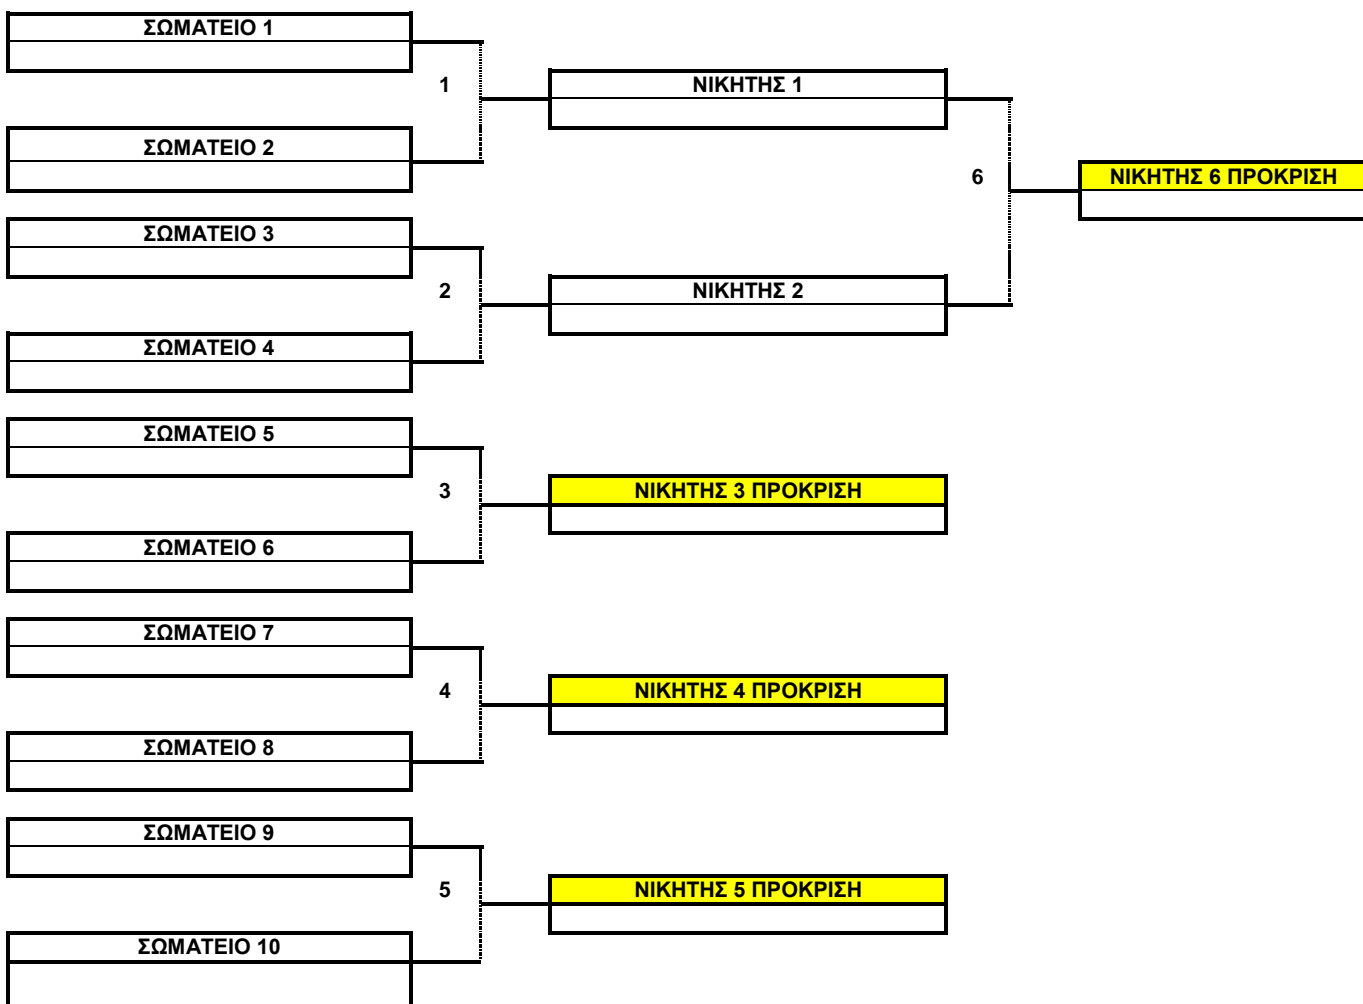 ΣΩΜΑΤΕΙΟ 1
1
ΝΙΚΗΤΗΣ 1
ΣΩΜΑΤΕΙΟ 2
6
ΝΙΚΗΤΗΣ 6 ΠΡΟΚΡΙΣΗ
ΣΩΜΑΤΕΙΟ 3
2
ΝΙΚΗΤΗΣ 2
ΣΩΜΑΤΕΙΟ 4
ΣΩΜΑΤΕΙΟ 5
3
ΝΙΚΗΤΗΣ 3 ΠΡΟΚΡΙΣΗ
ΣΩΜΑΤΕΙΟ 6
ΣΩΜΑΤΕΙΟ 7
4
ΝΙΚΗΤΗΣ 4 ΠΡΟΚΡΙΣΗ
ΣΩΜΑΤΕΙΟ 8
ΣΩΜΑΤΕΙΟ 9
5
ΝΙΚΗΤΗΣ 5 ΠΡΟΚΡΙΣΗ
ΣΩΜΑΤΕΙΟ 10